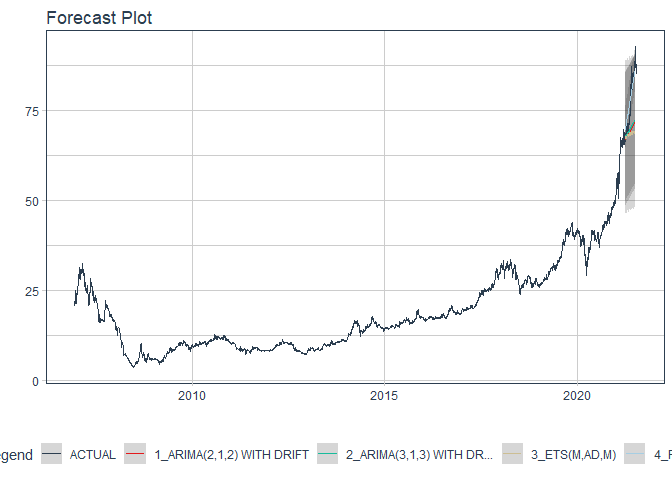 Forecast Plot
75
50
25
0
2010
2015
2020
egend
ACTUAL
1_ARIMA(2,1,2) WITH DRIFT
2_ARIMA(3,1,3) WITH DR...
3_ETS(M,AD,M)